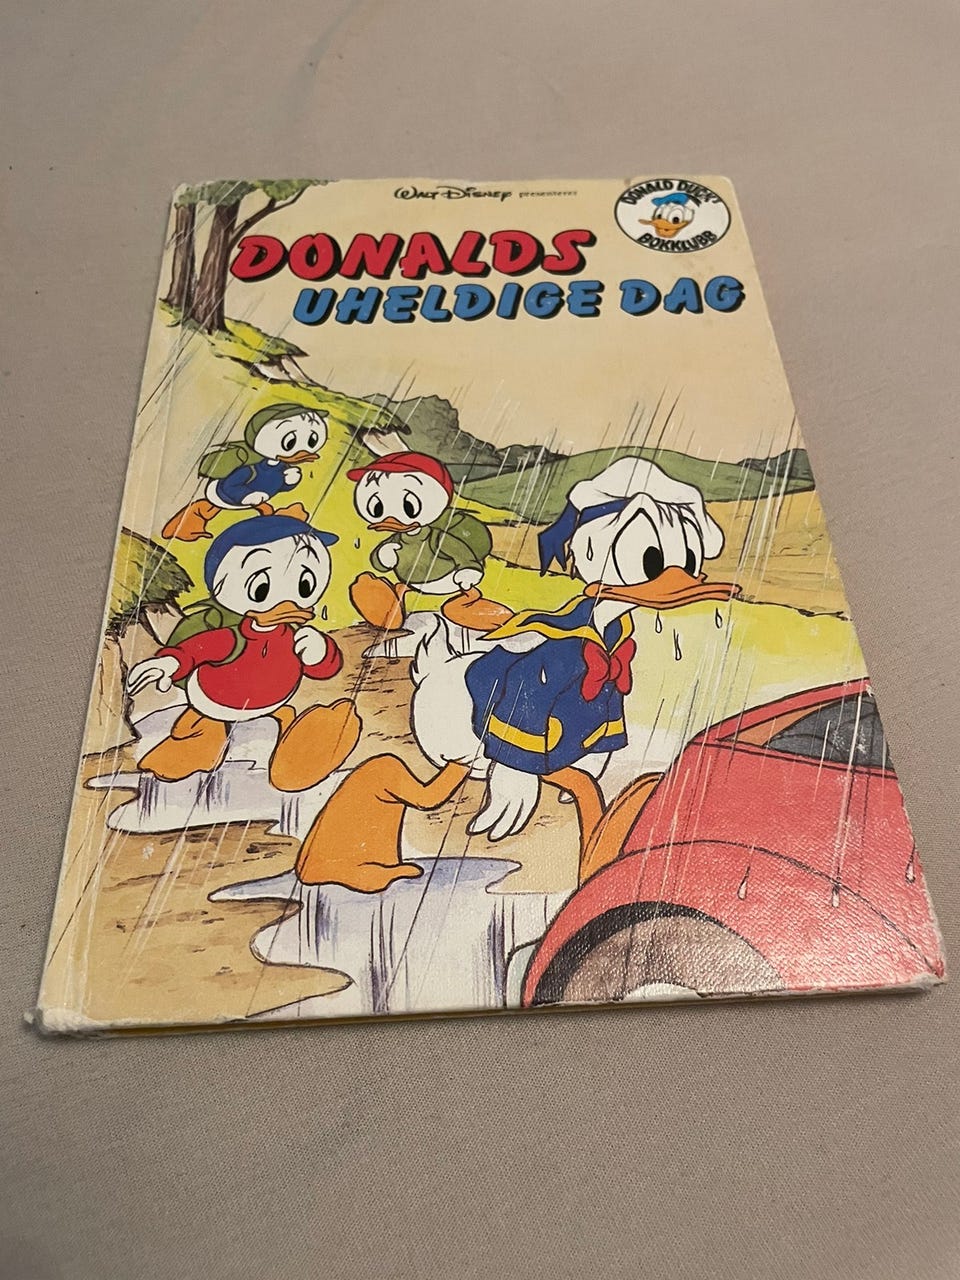 WALT DISNEY presenterer
DONALD DUCK'
BOKKLUBB
DONALDS
UHELDIGE DAG